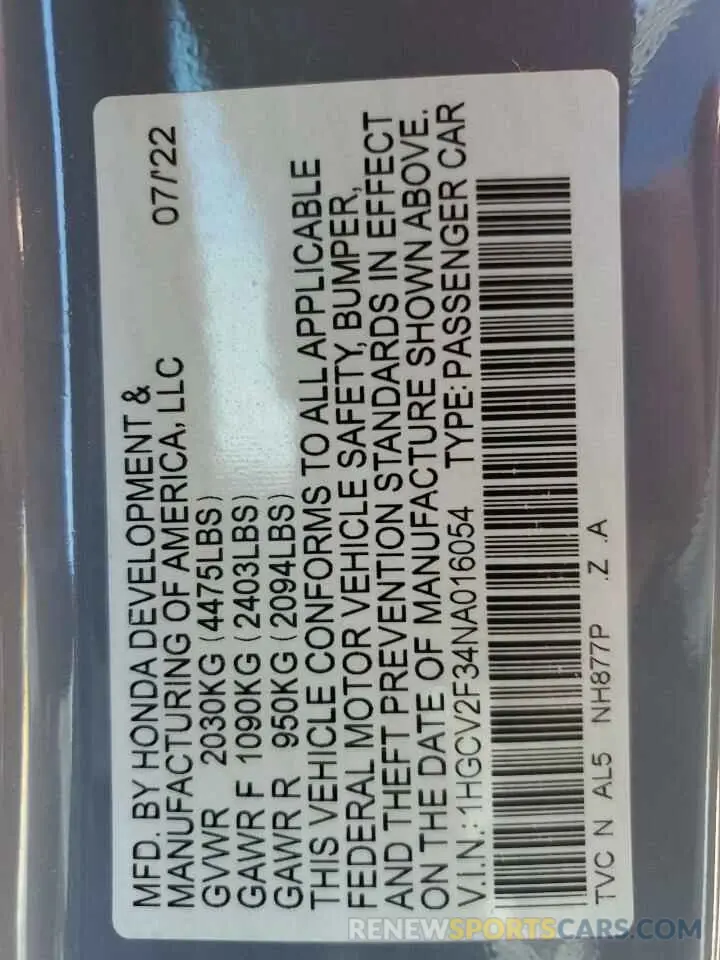 MFD. BY HONDA DEVELOPMENT &
MANUFACTURING OF AMERICA, LLC 07/'22
GVWR 2030KG (4475LBS)
GAWR F 1090KG (2403LBS)
GAWR R 950KG (2094LBS)
THIS VEHICLE CONFORMS TO ALL APPLICABLE
FEDERAL MOTOR VEHICLE SAFETY, BUMPER,
AND THEFT PREVENTION STANDARDS IN EFFECT
ON THE DATE OF MANUFACTURE SHOWN ABOVE.
V.I.N.: 1HGCV2F34NA016054 TYPE: PASSENGER CAR
TVC N AL5 NH877P .Z .A
RENEWSPORTSCARS.COM